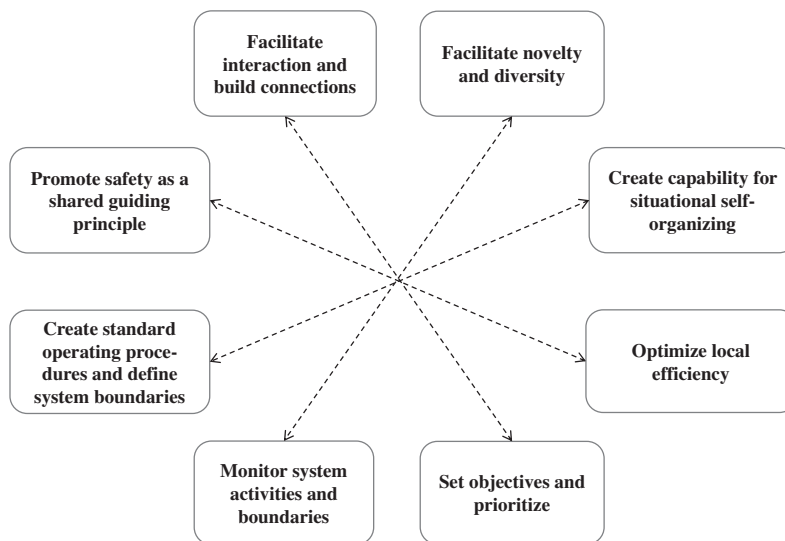 Facilitate
interaction and
build connections
Facilitate novelty
and diversity
Promote safety as a
shared guiding
principle
Create capability for
situational self-
organizing
Create standard
operating proce-
dures and define
system boundaries
Optimize local
efficiency
Monitor system
activities and
boundaries
Set objectives and
prioritize